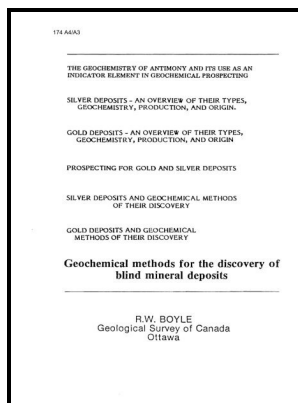 174 A4/A3
THE GEOCHEMISTRY OF ANTIMONY AND ITS USE AS AN
INDICATOR ELEMENT IN GEOCHEMICAL PROSPECTING
SILVER DEPOSITS - AN OVERVIEW OF THEIR TYPES,
GEOCHEMISTRY, PRODUCTION, AND ORIGIN.
GOLD DEPOSITS - AN OVERVIEW OF THEIR TYPES,
GEOCHEMISTRY, PRODUCTION, AND ORIGIN
PROSPECTING FOR GOLD AND SILVER DEPOSITS
SILVER DEPOSITS AND GEOCHEMICAL METHODS
OF THEIR DISCOVERY
GOLD DEPOSITS AND GEOCHEMICAL
METHODS OF THEIR DISCOVERY
Geochemical methods for the discovery of
blind mineral deposits
R.W. BOYLE
Geological Survey of Canada
Ottawa